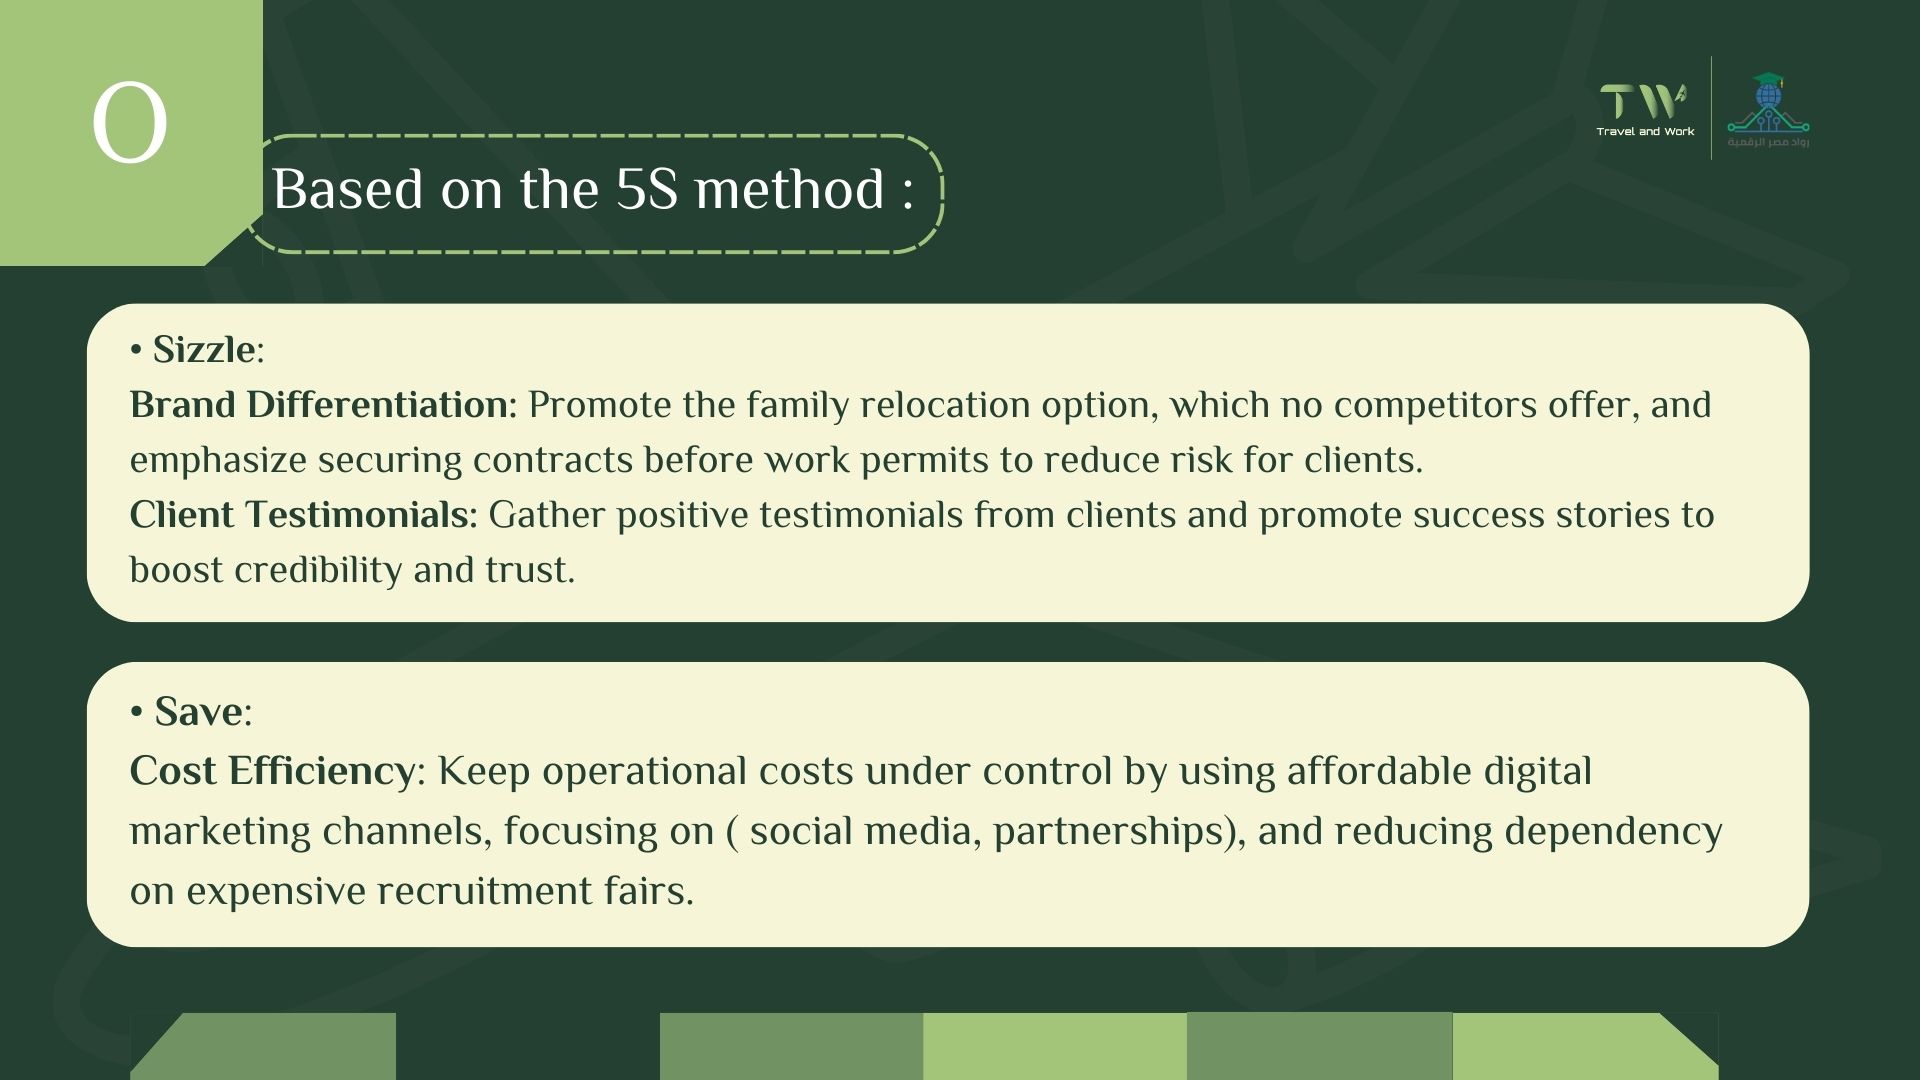 O
TW
Travel and Work
رواد مصر الرقمية
Based on the 5S method :
• Sizzle:
Brand Differentiation: Promote the family relocation option, which no competitors offer, and
emphasize securing contracts before work permits to reduce risk for clients.
Client Testimonials: Gather positive testimonials from clients and promote success stories to
boost credibility and trust.
• Save:
Cost Efficiency: Keep operational costs under control by using affordable digital
marketing channels, focusing on ( social media, partnerships), and reducing dependency
on expensive recruitment fairs.